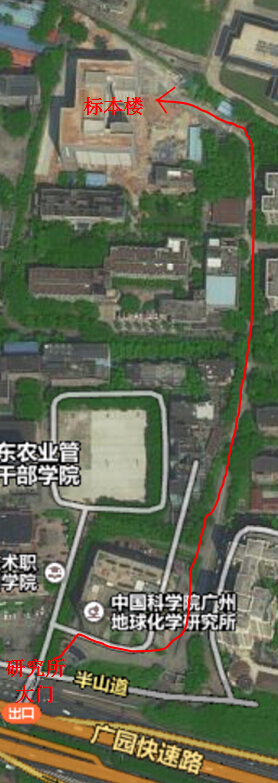 标本楼
东农业管
干部学院
术职
学院
中国科学院广州
地球化学研究所
研究所
大门
半山道
出口
广园快速路